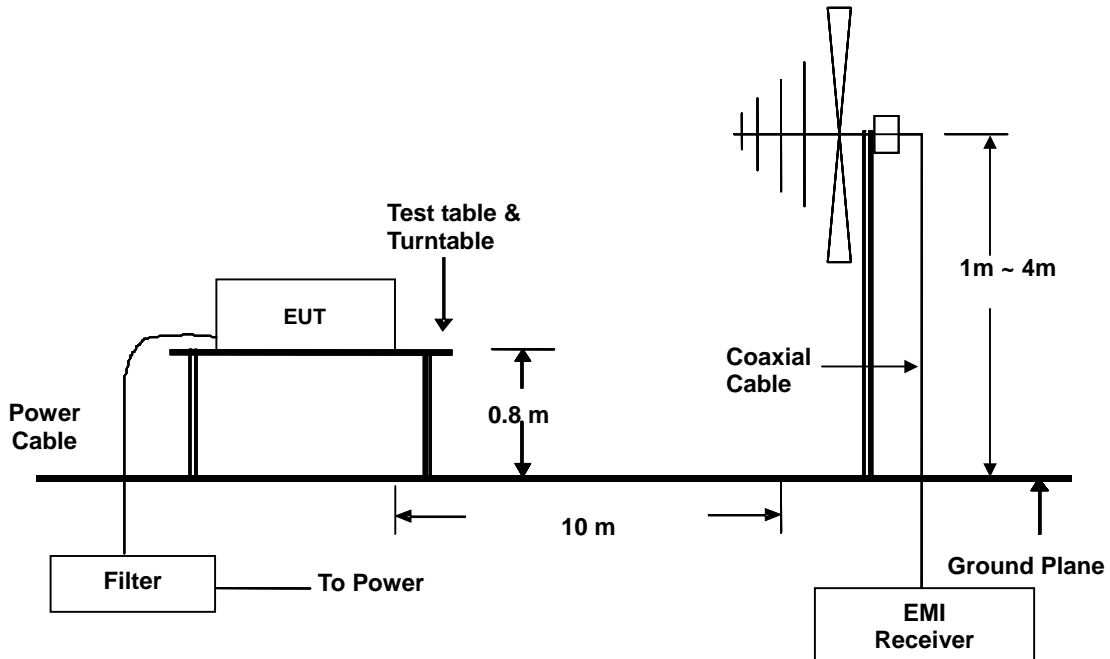 Test table &
Turntable
1m ~ 4m
EUT
Coaxial
Cable
0.8 m
Power
Cable
10 m
Ground Plane
Filter
To Power
EMI
Receiver